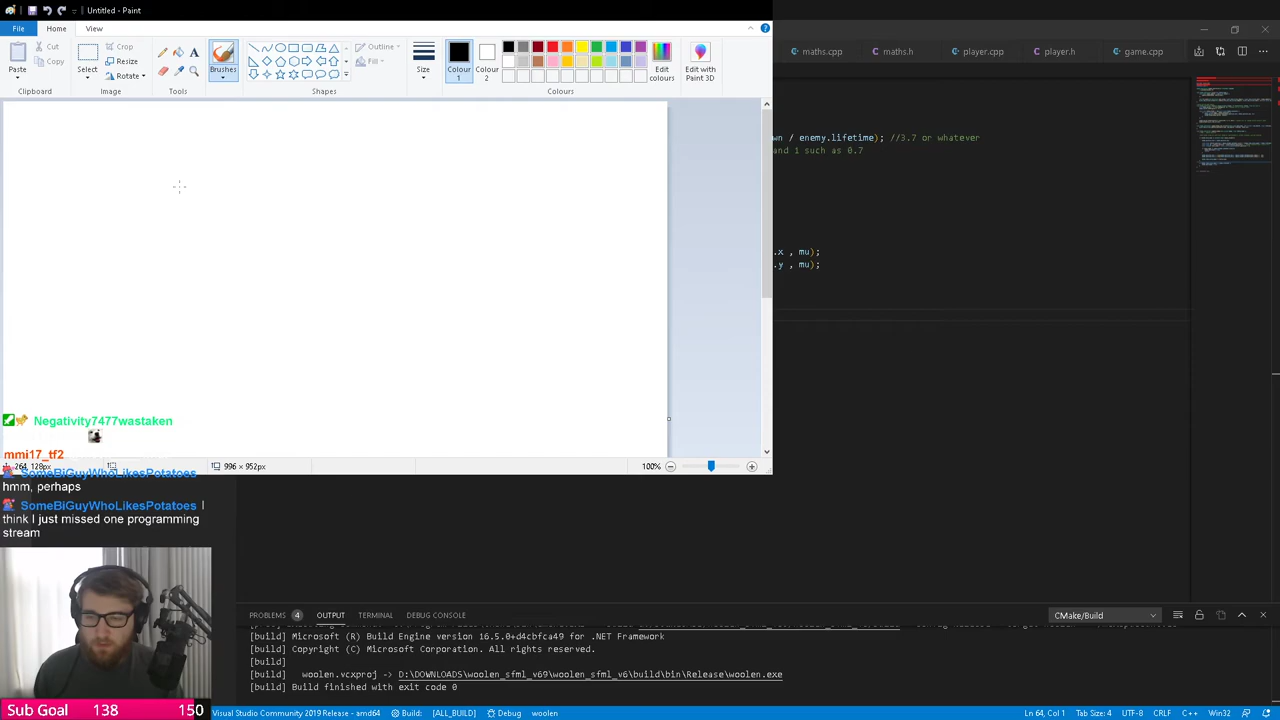 Untitled - Paint
File
Home
View
Paste
Cut
Copy
Clipboard
Select
Crop
Resize
Rotate
Image
Tools
Brushes
Shapes
Outline
Fill
Size
Colour 1
Colour 2
Colours
Edit colours
Edit with Paint 3D
maths.cpp
maths.h
player.cpp
player.h
game.cpp
wn / enemy.lifetime); //3.7 or whatever
and 1 such as 0.7
.x , mu);
.y , mu);
Negativity7477wastaken
mmi17_tf2
264, 128px
996 × 952px
100%
SomeBiGuyWhoLikesPotatoes
hmm, perhaps
SomeBiGuyWhoLikesPotatoes I
think I just missed one programming
stream
PROBLEMS 4 OUTPUT TERMINAL DEBUG CONSOLE
CMake/Build
[build] Microsoft (R) Build Engine version 16.5.0+d4cbfca49 for .NET Framework
[build] Copyright (C) Microsoft Corporation. All rights reserved.
[build]
[build] woolen.vcxproj -> D:\DOWNLOADS\woolen_sfml_v69\woolen_sfml_v6\build\bin\Release\woolen.exe
[build] Build finished with exit code 0
Sub Goal 138 150
Visual Studio Community 2019 Release - amd64 Build: [ALL_BUILD] Debug woolen
Ln 64, Col 1 Tab Size: 4 UTF-8 CRLF C++ Win32